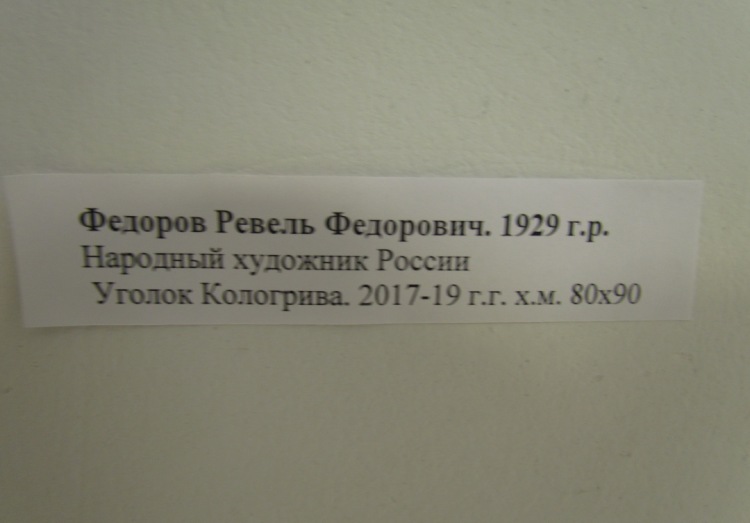 Федоров Ревель Федорович. 1929 г.р.
Народный художник России
Уголок Кологрива. 2017-19 г.г. х.м. 80х90